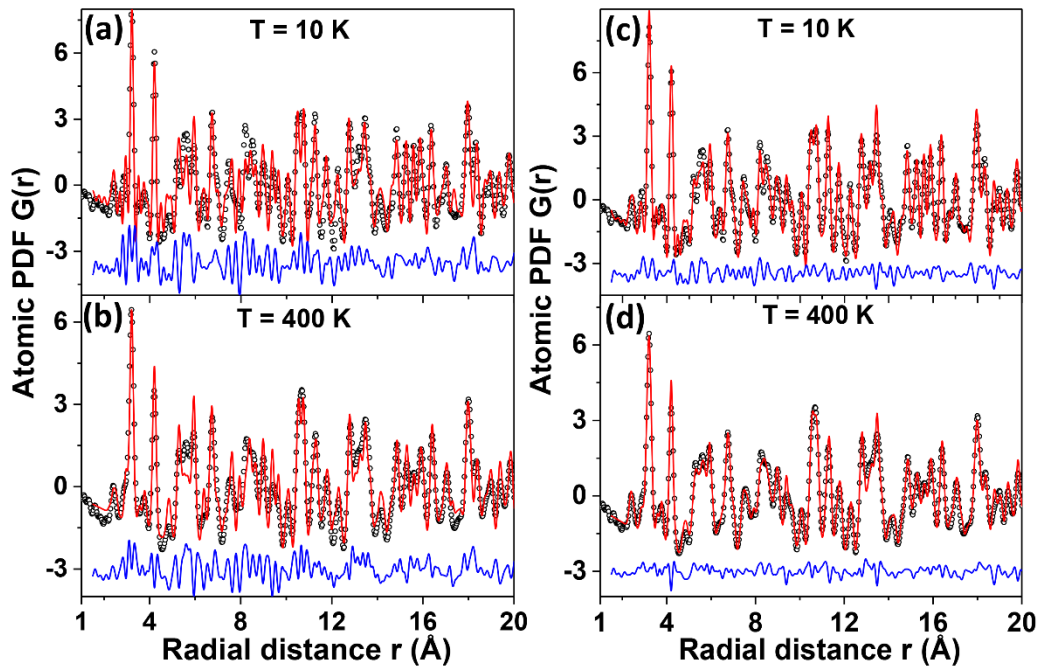 (a)
T = 10 K
6
3
0
-3
Atomic PDF G(r)
(b)
T = 400 K
6
3
0
-3
1 4 8 12 16 20
Radial distance r (Å)
(c)
T = 10 K
6
3
0
-3
Atomic PDF G(r)
(d)
T = 400 K
6
3
0
-3
1 4 8 12 16 20
Radial distance r (Å)